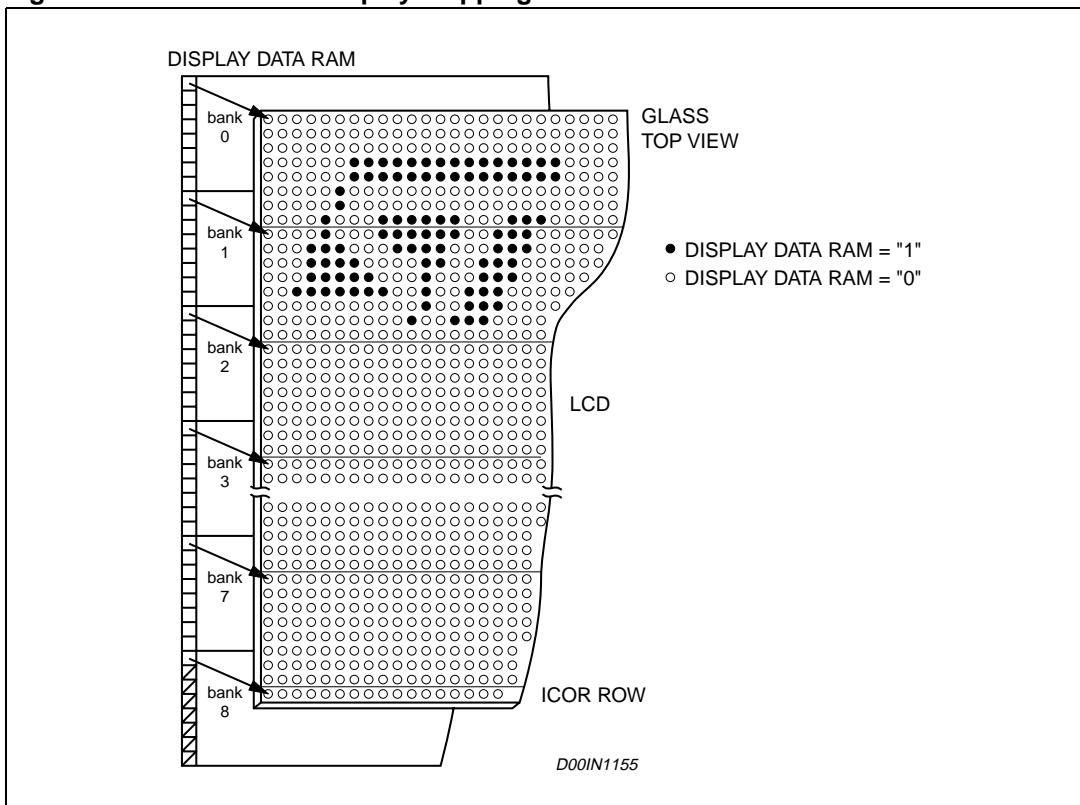 DISPLAY DATA RAM
GLASS
TOP VIEW
bank
0
bank
1
● DISPLAY DATA RAM = "1"
○ DISPLAY DATA RAM = "0"
bank
2
LCD
bank
3
bank
7
bank
8
ICOR ROW
D00IN1155